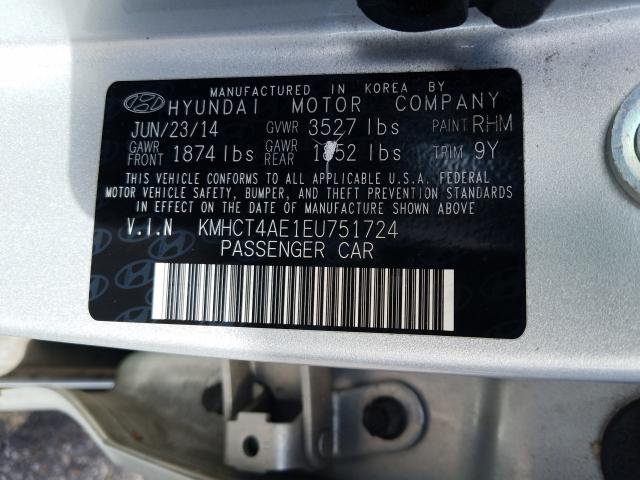 MANUFACTURED IN KOREA BY
HYUNDAI MOTOR COMPANY
JUN/23/14 GVWR 3527 lbs PAINT RHM
GAWR FRONT 1874 lbs GAWR REAR lbs TRIM 9Y
THIS VEHICLE CONFORMS TO ALL APPLICABLE U.S.A. FEDERAL
MOTOR VEHICLE SAFETY, BUMPER, AND THEFT PREVENTION STANDARDS
IN EFFECT ON THE DATE OF MANUFACTURE SHOWN ABOVE
V.I.N KMHCT4AE1EU751724
PASSENGER CAR